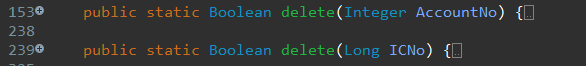 153 public static Boolean delete(Integer AccountNo) {
238
239 public static Boolean delete(Long ICNo) {